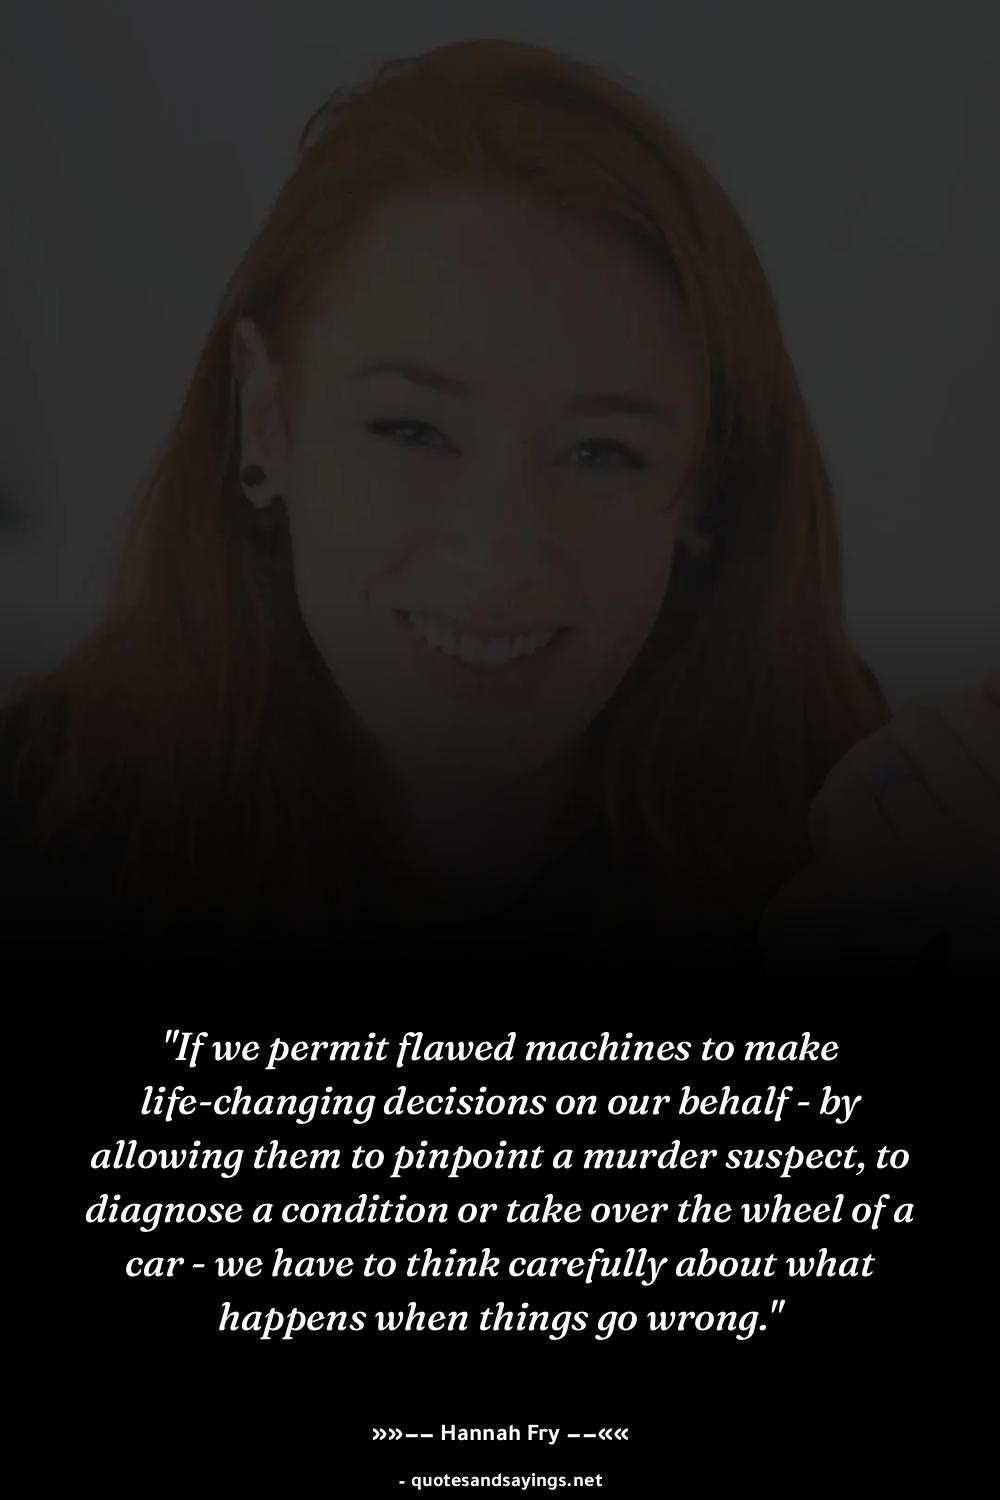 "If we permit flawed machines to make
life-changing decisions on our behalf - by
allowing them to pinpoint a murder suspect, to
diagnose a condition or take over the wheel of a
car - we have to think carefully about what
happens when things go wrong."
»»—— Hannah Fry ——««
- quotesandsayings.net